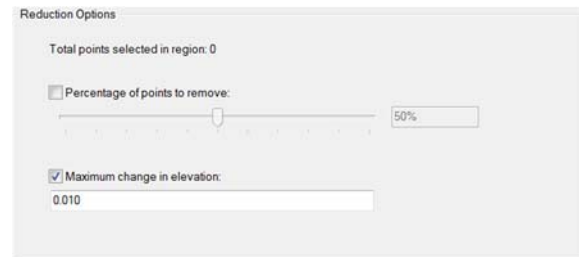 Reduction Options
Total points selected in region: 0
Percentage of points to remove:
50%
Maximum change in elevation:
0.010